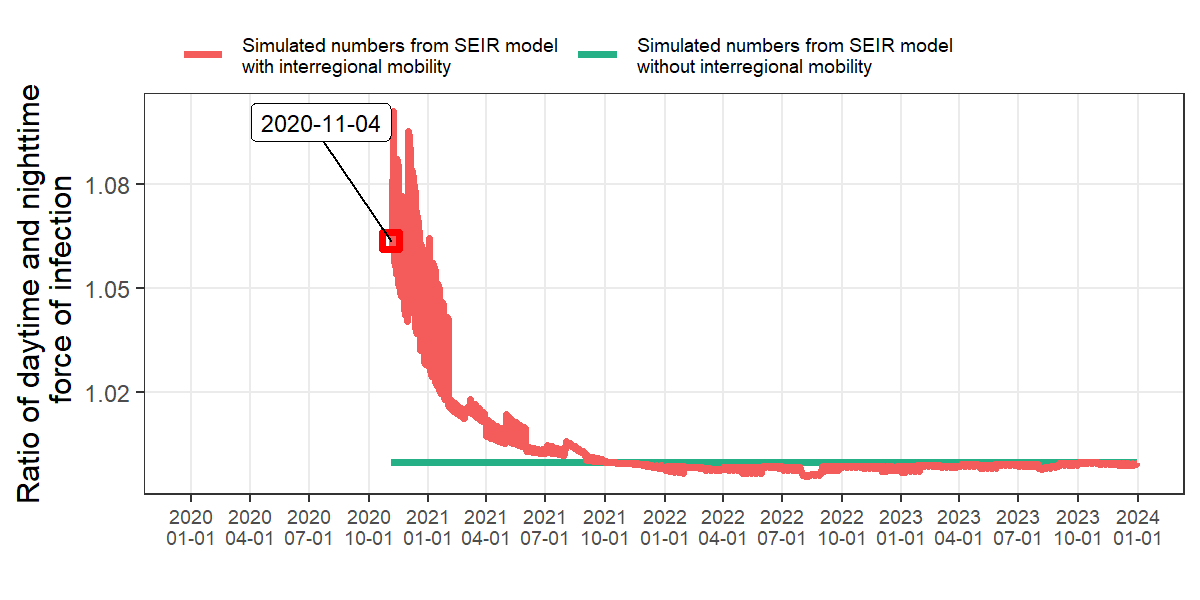 Simulated numbers from SEIR model
with interregional mobility
Simulated numbers from SEIR model
without interregional mobility
Ratio of daytime and nighttime
force of infection
2020-11-04
1.08
1.05
1.02
2020 2020 2020 2020 2021 2021 2021 2021 2022 2022 2022 2022 2023 2023 2023 2023 2024
01-01 04-01 07-01 10-01 01-01 04-01 07-01 10-01 01-01 04-01 07-01 10-01 01-01 04-01 07-01 10-01 01-01